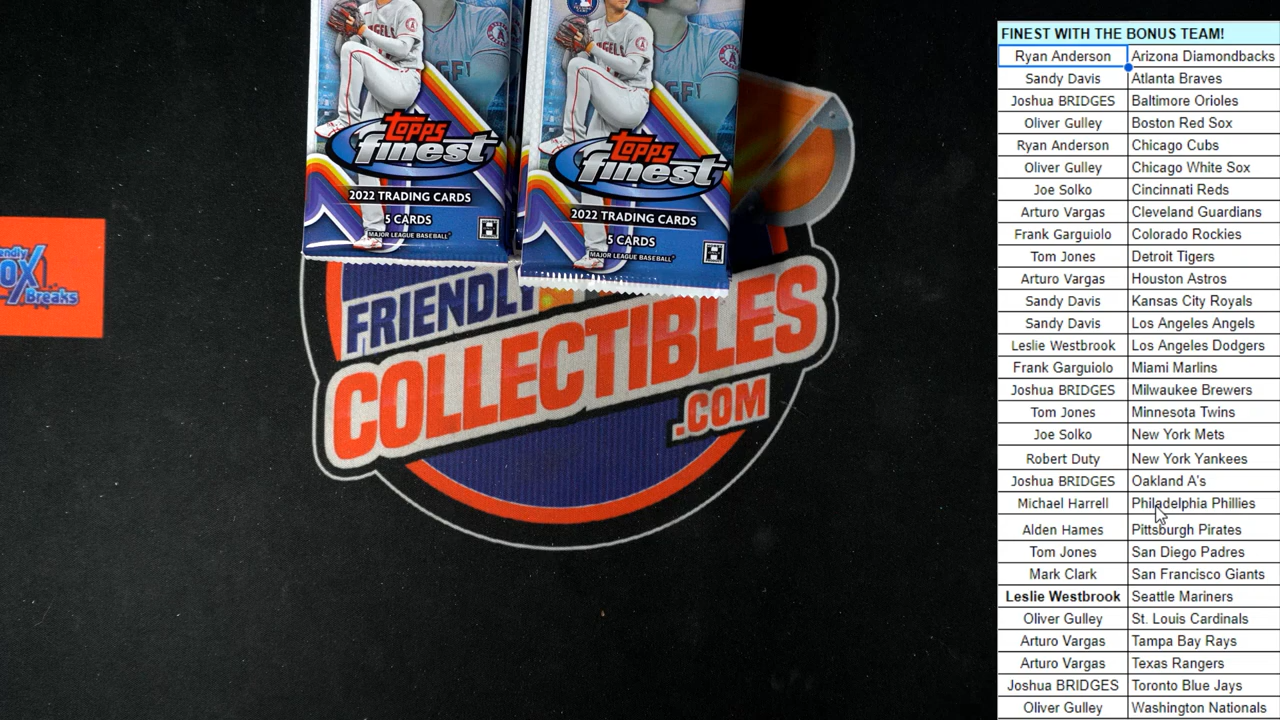 TOPPS
finest
2022 TRADING CARDS
5 CARDS
MAJOR LEAGUE BASEBALL
TOPPS
finest
2022 TRADING CARDS
5 CARDS
MAJOR LEAGUE BASEBALL
Breaks
FRIENDLY
COLLECTIBLES
.COM
FINEST WITH THE BONUS TEAM!
Ryan Anderson Arizona Diamondbacks
Sandy Davis Atlanta Braves
Joshua BRIDGES Baltimore Orioles
Oliver Gulley Boston Red Sox
Ryan Anderson Chicago Cubs
Oliver Gulley Chicago White Sox
Joe Solko Cincinnati Reds
Arturo Vargas Cleveland Guardians
Frank Garguiolo Colorado Rockies
Tom Jones Detroit Tigers
Arturo Vargas Houston Astros
Sandy Davis Kansas City Royals
Sandy Davis Los Angeles Angels
Leslie Westbrook Los Angeles Dodgers
Frank Garguiolo Miami Marlins
Joshua BRIDGES Milwaukee Brewers
Tom Jones Minnesota Twins
Joe Solko New York Mets
Robert Duty New York Yankees
Joshua BRIDGES Oakland A's
Michael Harrell Philadelphia Phillies
Alden Hames Pittsburgh Pirates
Tom Jones San Diego Padres
Mark Clark San Francisco Giants
Leslie Westbrook Seattle Mariners
Oliver Gulley St. Louis Cardinals
Arturo Vargas Tampa Bay Rays
Arturo Vargas Texas Rangers
Joshua BRIDGES Toronto Blue Jays
Oliver Gulley Washington Nationals